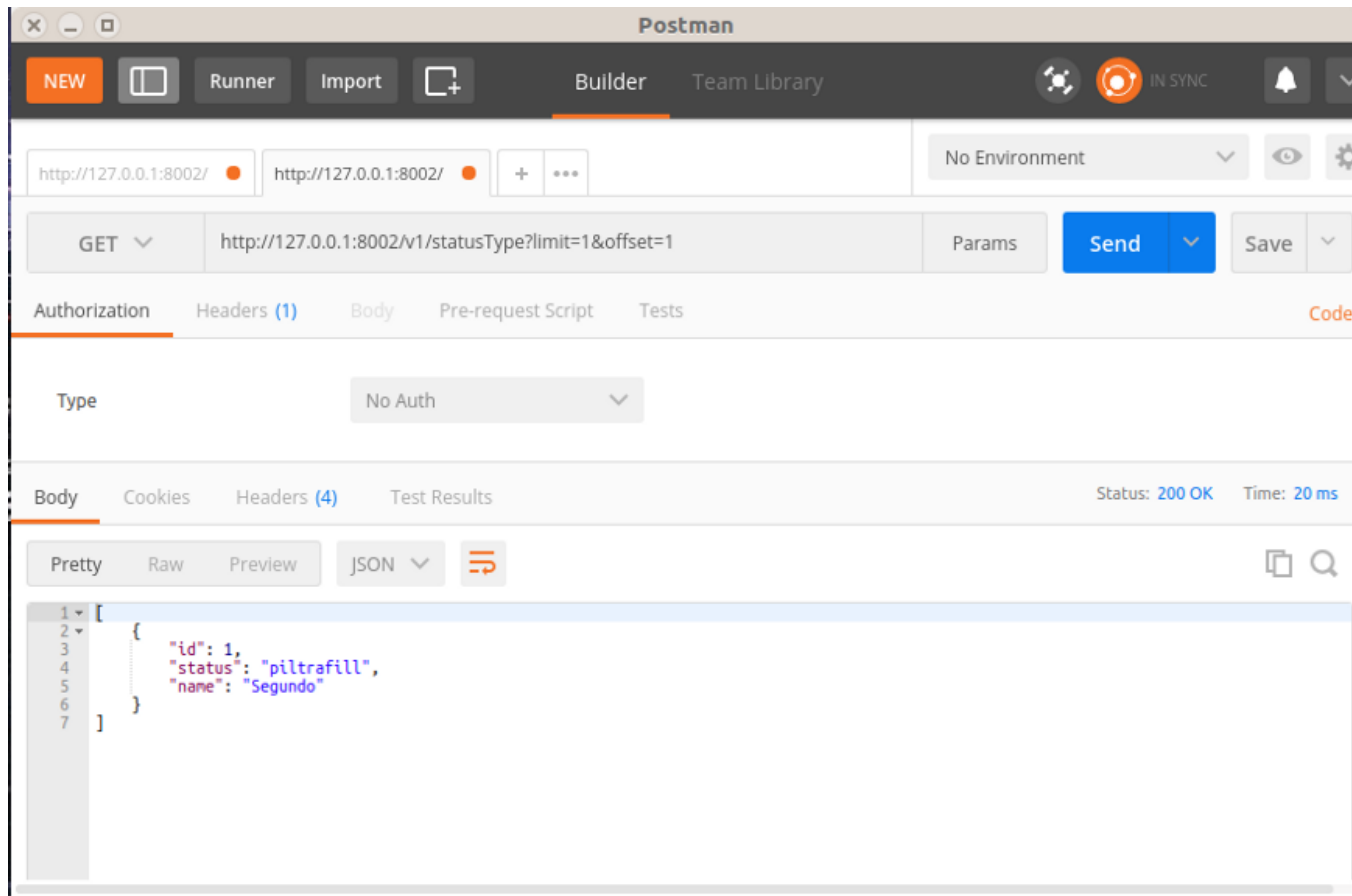 Postman
NEW Runner Import Builder Team Library IN SYNC
http://127.0.0.1:8002/ http://127.0.0.1:8002/ + ••• No Environment
GET http://127.0.0.1:8002/v1/statusType?limit=1&offset=1 Params Send Save
Authorization Headers (1) Body Pre-request Script Tests Code
Type No Auth
Body Cookies Headers (4) Test Results Status: 200 OK Time: 20 ms
Pretty Raw Preview JSON
1 [
2 {
3 "id": 1,
4 "status": "piltrafill",
5 "name": "Segundo"
6 }
7 ]